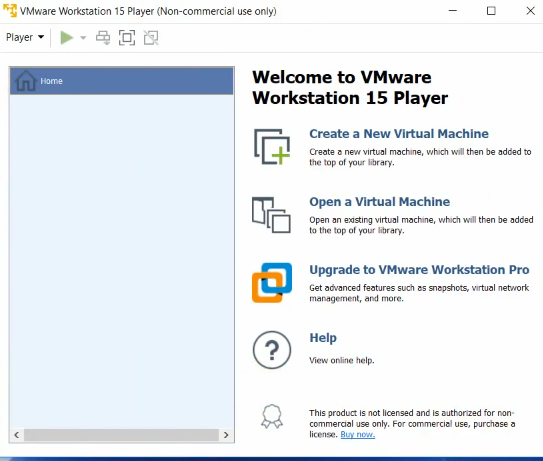 VMware Workstation 15 Player (Non-commercial use only)
Player
Home
Welcome to VMware
Workstation 15 Player
Create a New Virtual Machine
Create a new virtual machine, which will then be added to
the top of your library.
Open a Virtual Machine
Open an existing virtual machine, which will then be added
to the top of your library.
Upgrade to VMware Workstation Pro
Get advanced features such as snapshots, virtual network
management, and more.
Help
View online help.
This product is not licensed and is authorized for non-
commercial use only. For commercial use, purchase a
license. Buy now.